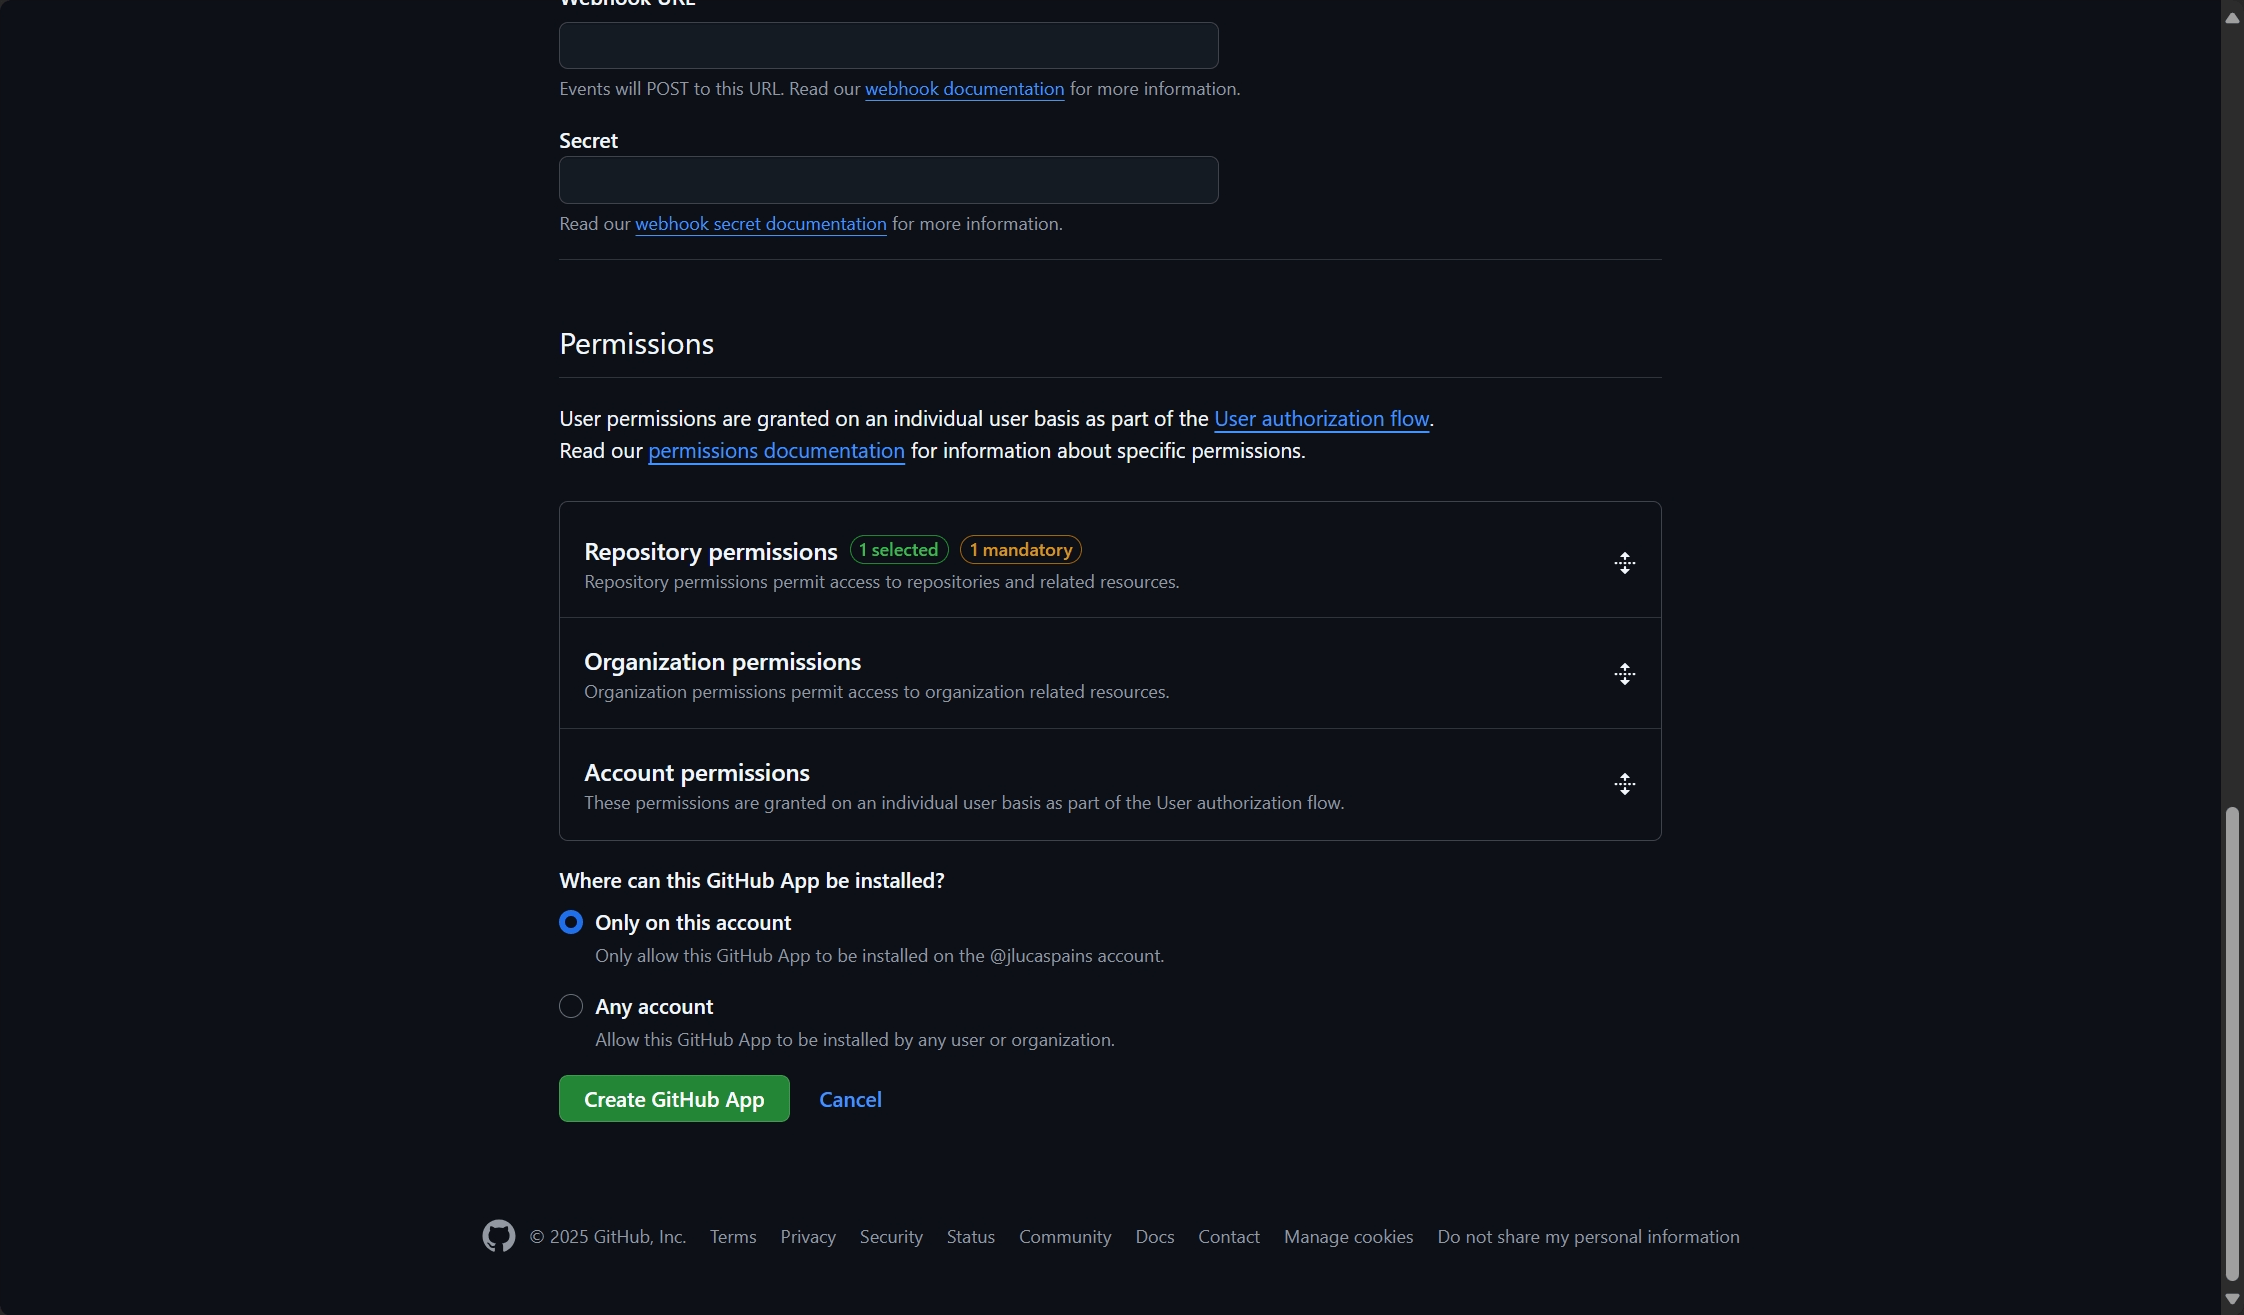 Webhook URL
Events will POST to this URL. Read our webhook documentation for more information.
Secret
Read our webhook secret documentation for more information.
Permissions
User permissions are granted on an individual user basis as part of the User authorization flow.
Read our permissions documentation for information about specific permissions.
Repository permissions 1 selected 1 mandatory
Repository permissions permit access to repositories and related resources.
Organization permissions
Organization permissions permit access to organization related resources.
Account permissions
These permissions are granted on an individual user basis as part of the User authorization flow.
Where can this GitHub App be installed?
Only on this account
Only allow this GitHub App to be installed on the @jlucaspains account.
Any account
Allow this GitHub App to be installed by any user or organization.
Create GitHub App Cancel
© 2025 GitHub, Inc. Terms Privacy Security Status Community Docs Contact Manage cookies Do not share my personal information